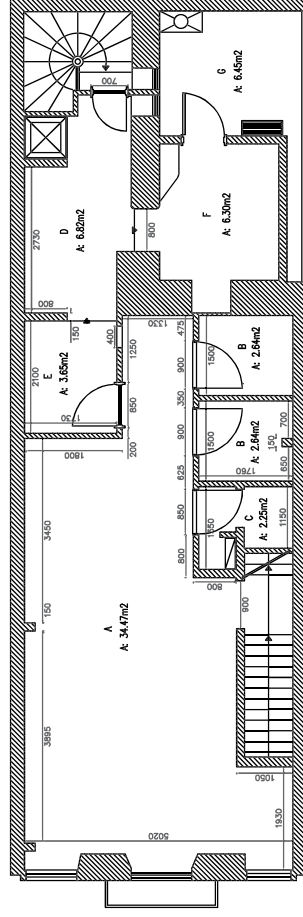 700
G
A: 6.45m2
2730
D
A: 6.82m2
F
A: 6.30m2
800
800
150
400
2100
E
A: 3.65m2
1730
1330
475
1250
B
A: 2.64m2
1500
900
350
850
200
1800
900
B
A: 2.64m2
1500
700
150
1760
650
625
850
C
A: 2.25m2
1550
1150
800
800
3450
150
900
A
A: 34.47m2
3895
5020
1050
1930